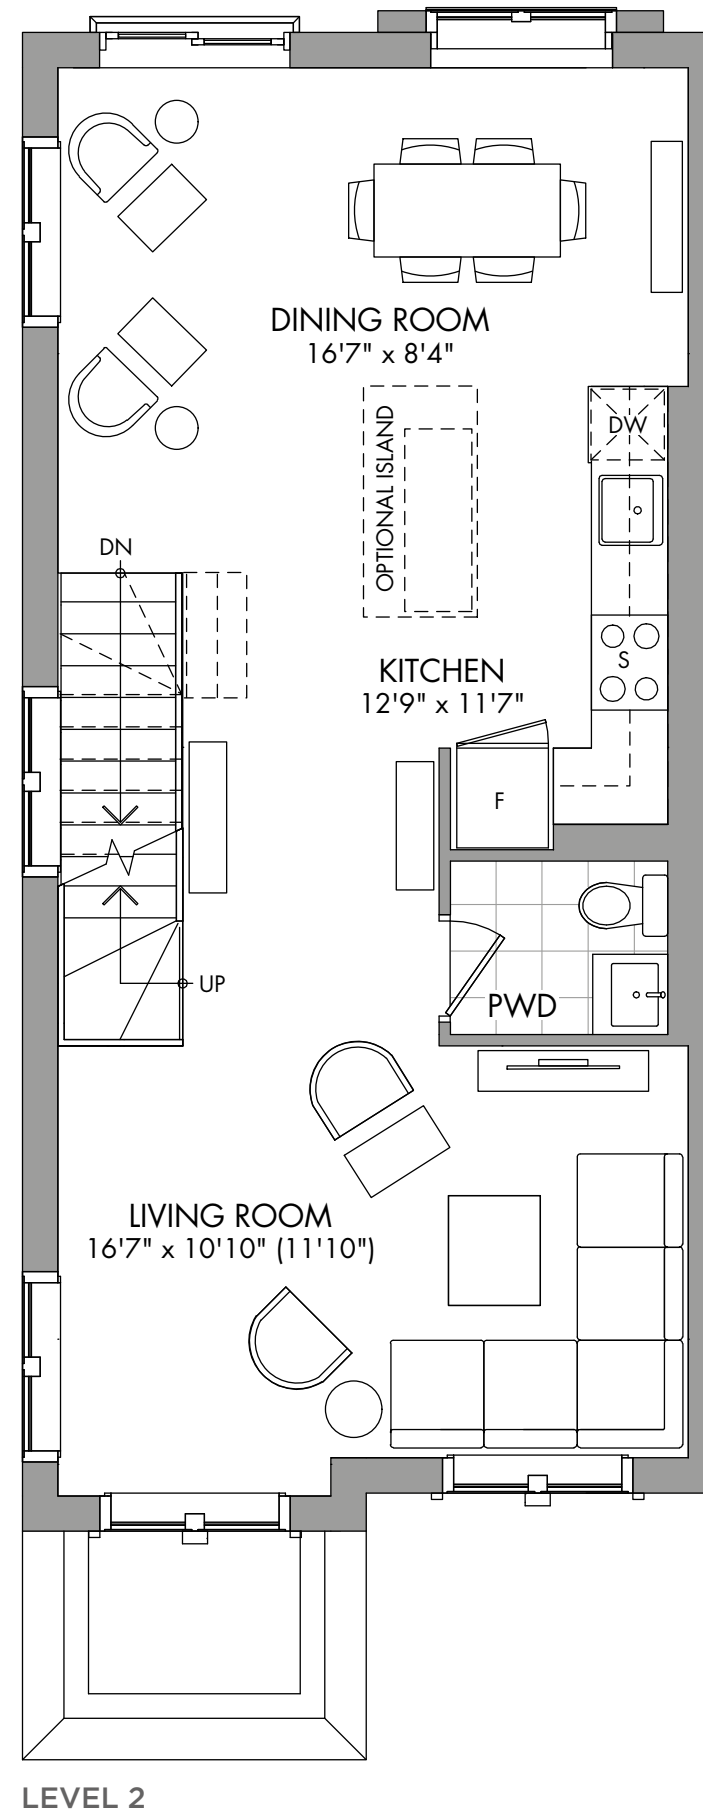 DINING ROOM
16'7" x 8'4"
OPTIONAL ISLAND
DW
DN
S
KITCHEN
12'9" x 11'7"
F
UP
PWD
LIVING ROOM
16'7" x 10'10" (11'10")
LEVEL 2